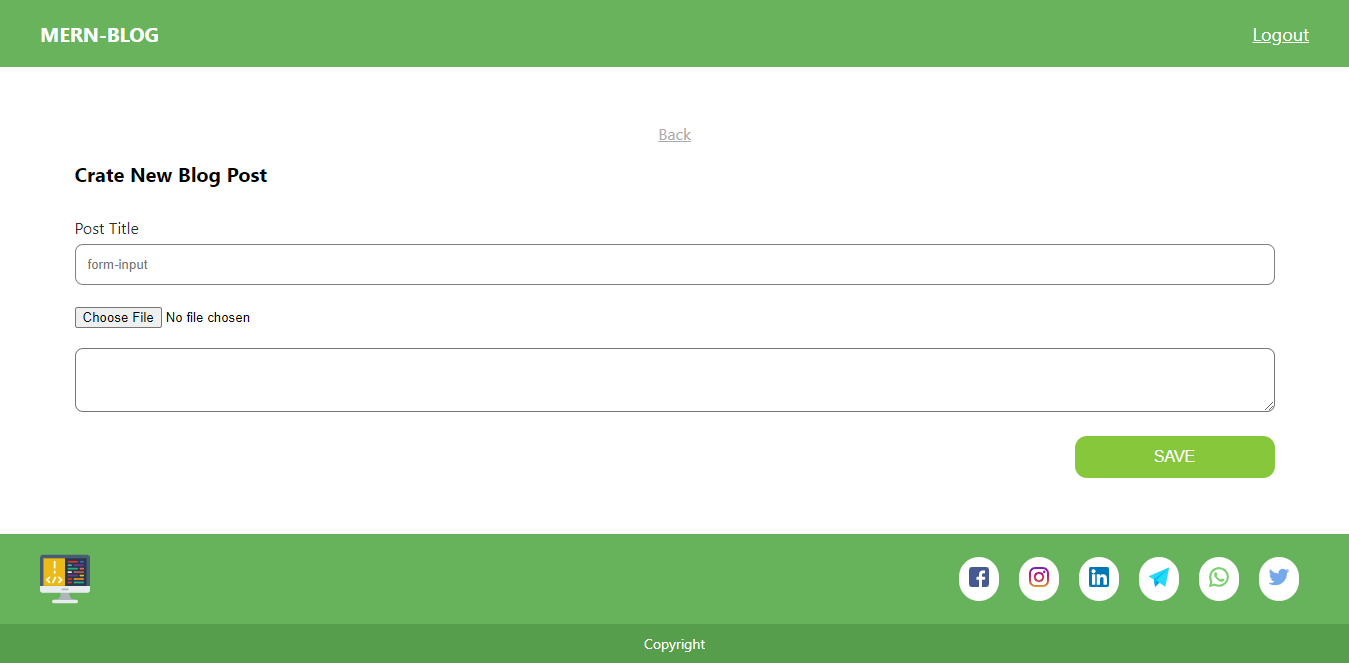 MERN-BLOG
Logout
Back
Crate New Blog Post
Post Title
form-input
Choose File No file chosen
SAVE
Copyright